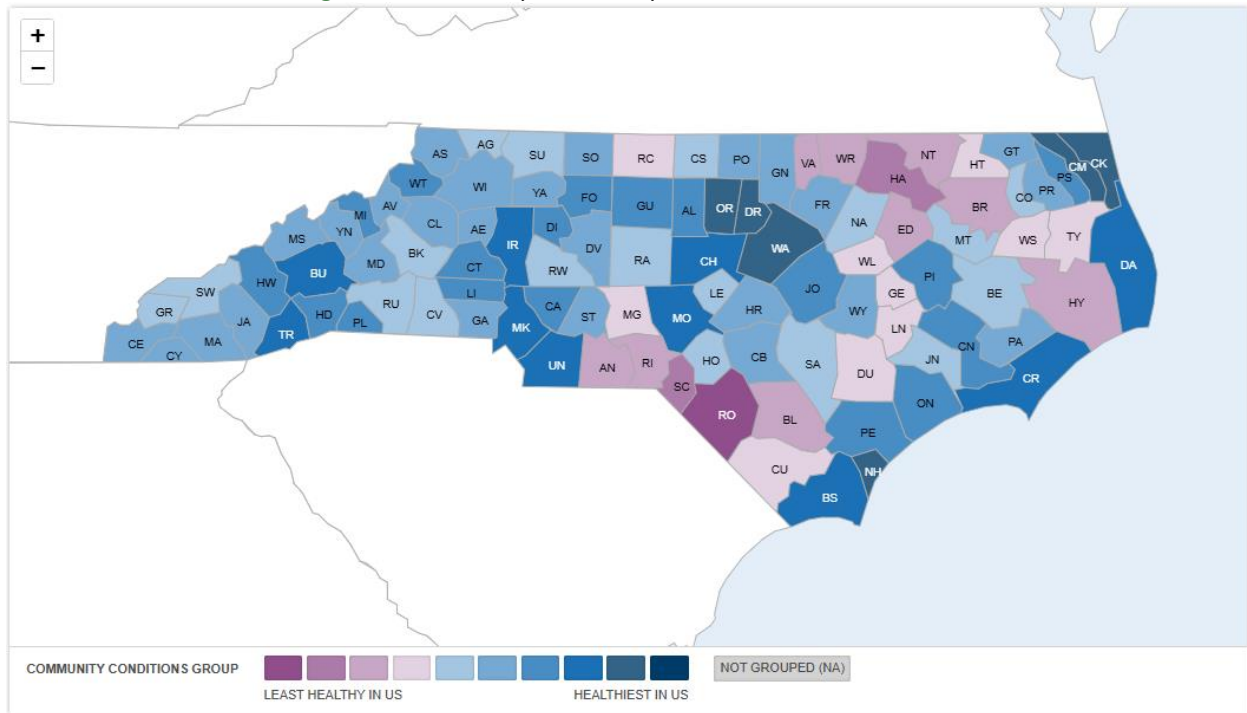 +
−
AS AG SU SO RC CS PO GN VA WR NT HT GT CM CK
WT WI YA FO GU AL OR DR FR HA BR CO PR PS
MI AV CL AE IR DI DV RA CH WA NA ED MT WS TY DA
MS YN MD BK CT RW WL
BU HW LI LE JO PI BE HY
SW GR JA RU CV GA MK CA ST MG MO HR WY GE LN PA
CE CY MA TR HD PL UN AN RI HO CB SA DU JN CN CR
SC RO BL PE ON
CU NH BS
COMMUNITY CONDITIONS GROUP
NOT GROUPED (NA)
LEAST HEALTHY IN US
HEALTHIEST IN US